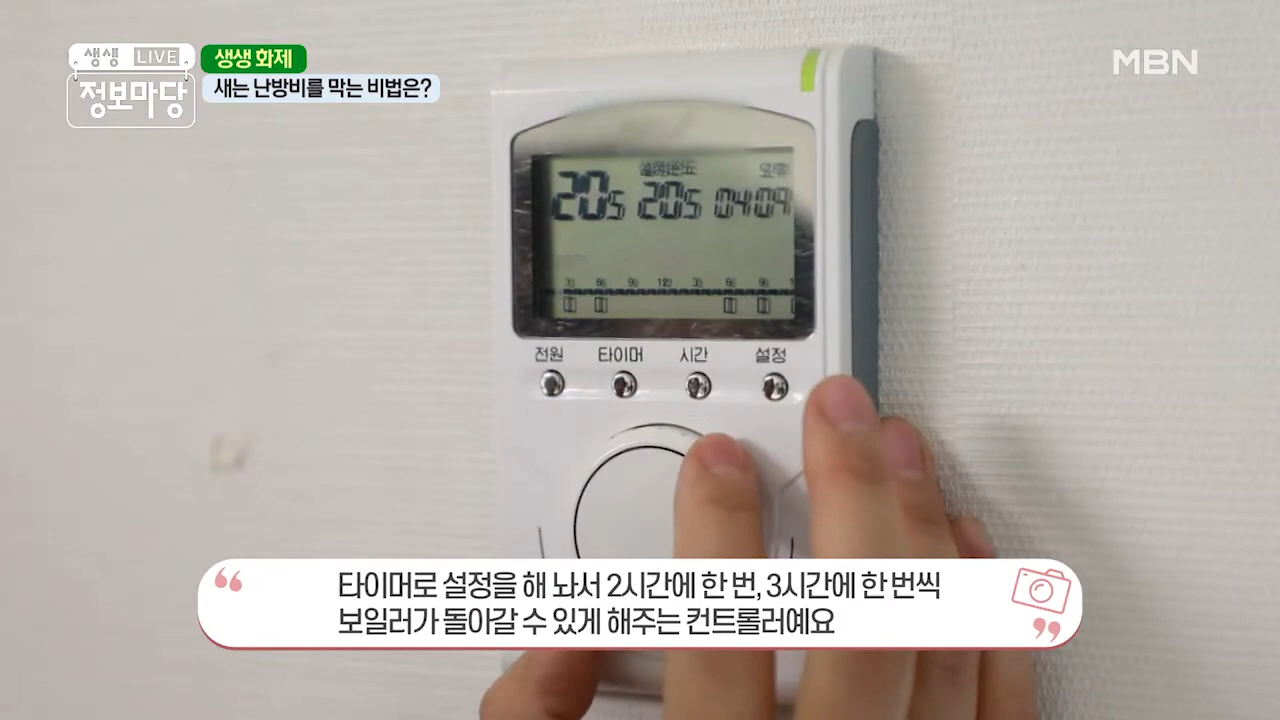 생생 LIVE
정보마당
생생 화제
새는 난방비를 막는 비법은?
MBN
설정온도 오후
20.5 20.5 04 09
전원 타이머 시간 설정
타이머로 설정을 해 놔서 2시간에 한 번, 3시간에 한 번씩
보일러가 돌아갈 수 있게 해주는 컨트롤러예요